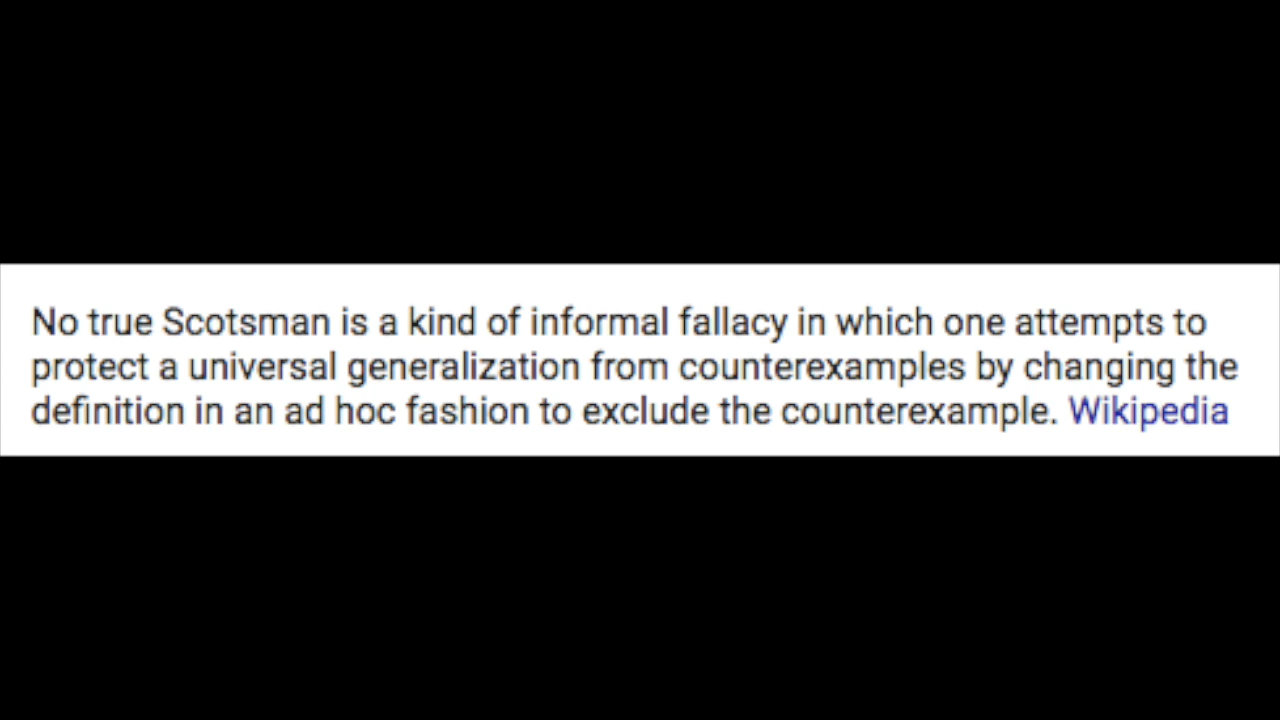 No true Scotsman is a kind of informal fallacy in which one attempts to
protect a universal generalization from counterexamples by changing the
definition in an ad hoc fashion to exclude the counterexample. Wikipedia